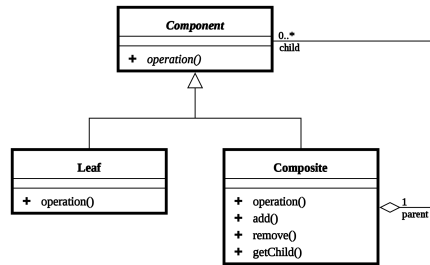 Component
+ operation()
0..*
child
Leaf
+ operation()
Composite
+ operation()
+ add()
+ remove()
+ getChild()
1
parent